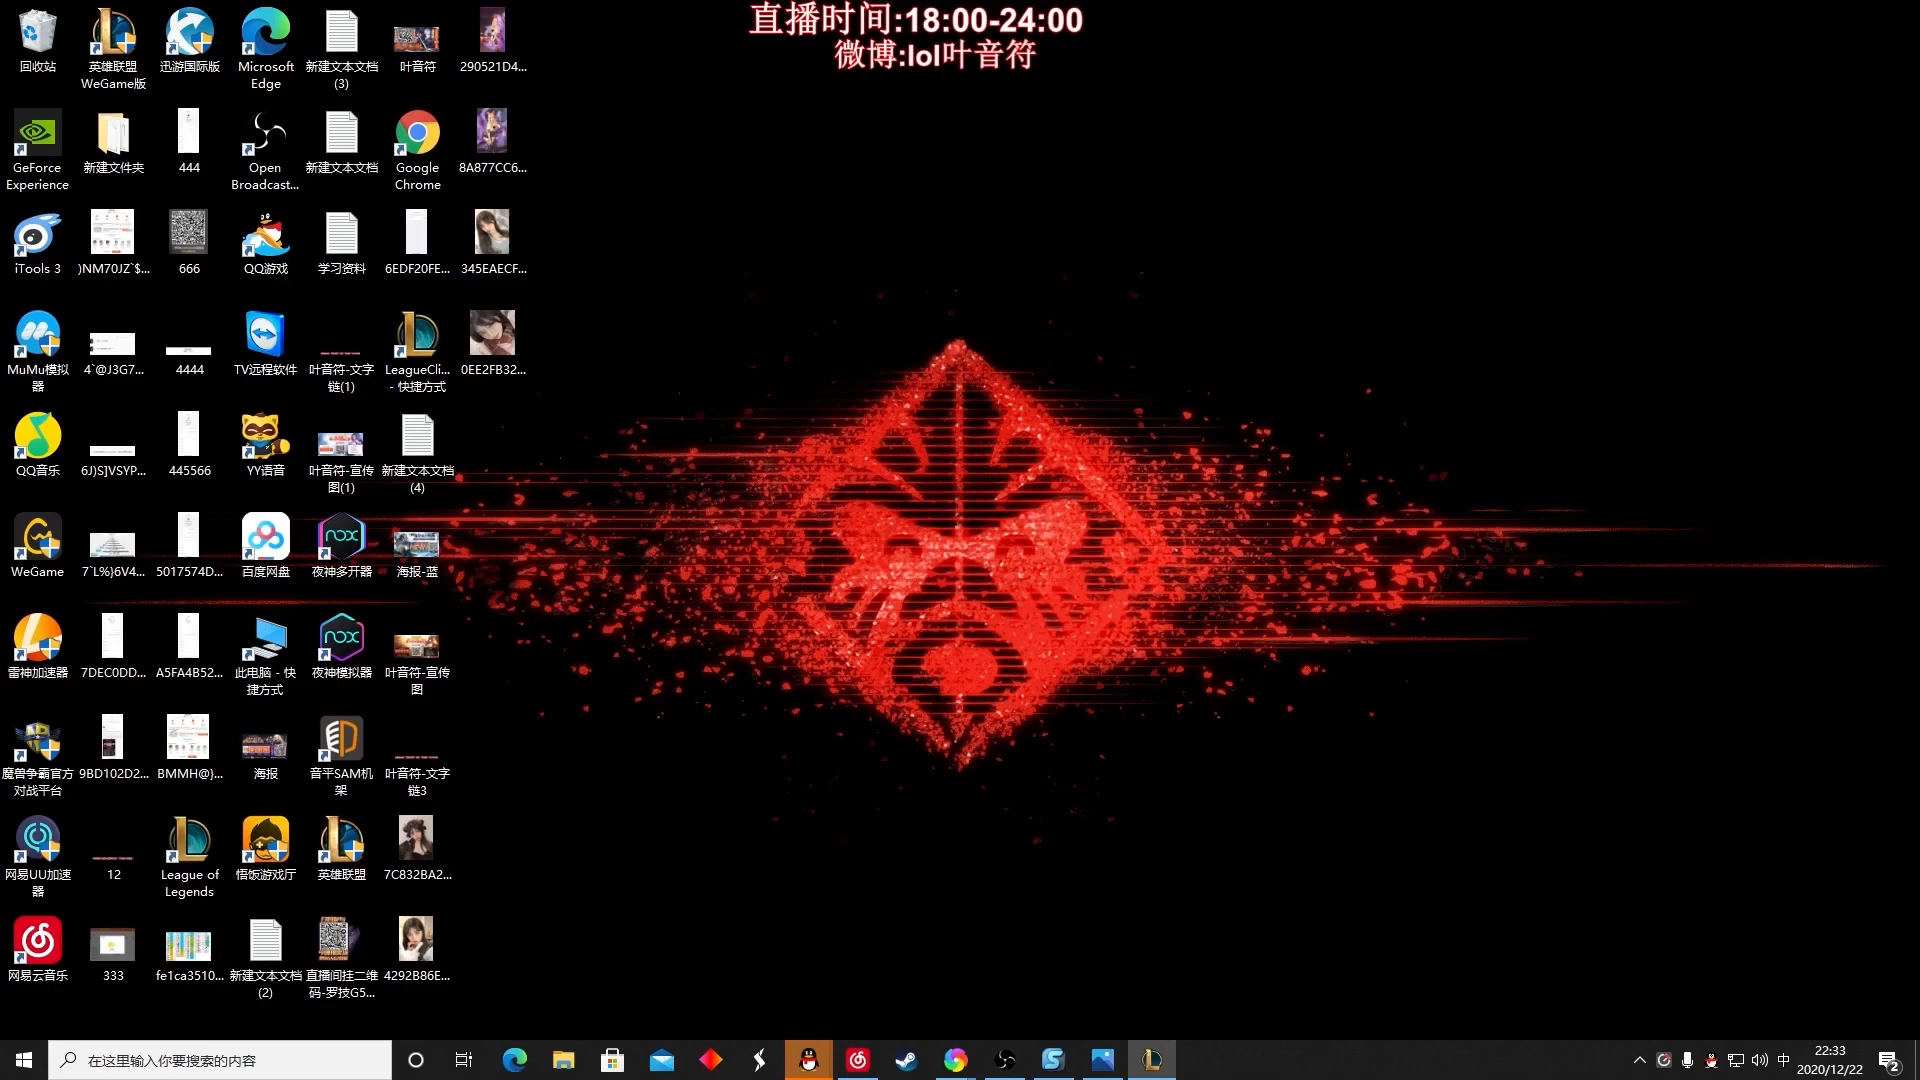 直播时间:18:00-24:00
微博:lol叶音符
回收站
英雄联盟
WeGame版
迅游国际版
Microsoft
Edge
新建文本文档
(3)
叶音符
290521D4...
GeForce
Experience
新建文件夹
444
Open
Broadcast...
新建文本文档
Google
Chrome
8A877CC6...
iTools 3
)NM70JZ`$...
666
QQ游戏
学习资料
6EDF20FE...
345EAECF...
MuMu模拟
器
4`@J3G7...
4444
TV远程软件
叶音符-文字
链(1)
LeagueCli...
- 快捷方式
0EE2FB32...
QQ音乐
6J)S]VSYP...
445566
YY语音
叶音符-宣传
图(1)
新建文本文档
(4)
WeGame
7`L%}6V4...
5017574D...
百度网盘
夜神多开器
海报-蓝
雷神加速器
7DEC0DD...
A5FA4B52...
此电脑 - 快
捷方式
夜神模拟器
叶音符-宣传
图
魔兽争霸官方
对战平台
9BD102D2...
BMMH@}...
海报
音平SAM机
架
叶音符-文字
链3
网易UU加速
器
12
League of
Legends
悟饭游戏厅
英雄联盟
7C832BA2...
网易云音乐
333
fe1ca3510...
新建文本文档
(2)
直播间挂二维
码-罗技G5...
4292B86E...
在这里输入你要搜索的内容
中
22:33
2020/12/22
2